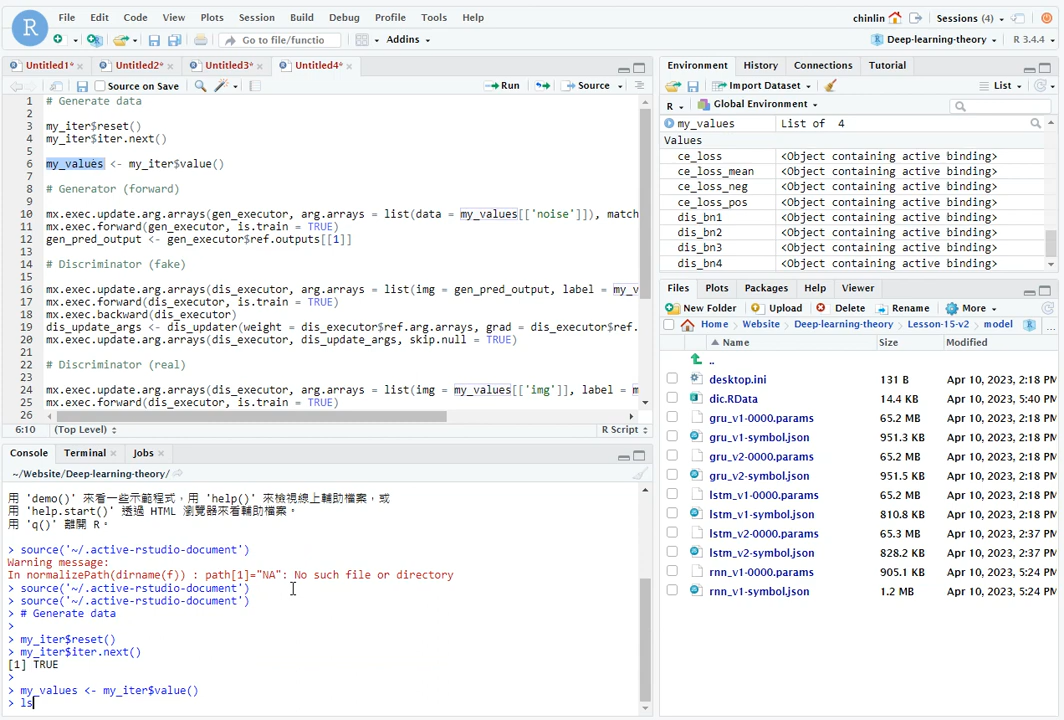 File Edit Code View Plots Session Build Debug Profile Tools Help
chinlin Sessions (4)
Go to file/functio Addins
Deep-learning-theory R 3.4.4
Untitled1* Untitled2* Untitled3* Untitled4*
Source on Save Run Source
1 # Generate data
2
3 my_iter$reset()
4 my_iter$iter.next()
5
6 my_values <- my_iter$value()
7
8 # Generator (forward)
9
10 mx.exec.update.arg.arrays(gen_executor, arg.arrays = list(data = my_values[['noise']]), match
11 mx.exec.forward(gen_executor, is.train = TRUE)
12 gen_pred_output <- gen_executor$ref.outputs[[1]]
13
14 # Discriminator (fake)
15
16 mx.exec.update.arg.arrays(dis_executor, arg.arrays = list(img = gen_pred_output, label = my_v
17 mx.exec.forward(dis_executor, is.train = TRUE)
18 mx.exec.backward(dis_executor)
19 dis_update_args <- dis_updater(weight = dis_executor$ref.arg.arrays, grad = dis_executor$ref.
20 mx.exec.update.arg.arrays(dis_executor, dis_update_args, skip.null = TRUE)
21
22 # Discriminator (real)
23
24 mx.exec.update.arg.arrays(dis_executor, arg.arrays = list(img = my_values[['img']], label = m
25 mx.exec.forward(dis_executor, is.train = TRUE)
26
6:10 (Top Level) R Script
Console Terminal Jobs
~/Website/Deep-learning-theory/
用 'demo()' 來看一些示範程式，用 'help()' 來檢視線上輔助檔案，或
用 'help.start()' 透過 HTML 瀏覽器來看輔助檔案。
用 'q()' 離開 R。
> source('~/.active-rstudio-document')
Warning message:
In normalizePath(dirname(f)) : path[1]="NA": No such file or directory
> source('~/.active-rstudio-document')
> source('~/.active-rstudio-document')
> # Generate data
>
> my_iter$reset()
> my_iter$iter.next()
[1] TRUE
>
> my_values <- my_iter$value()
> ls
Environment History Connections Tutorial
Import Dataset List
R Global Environment
my_values List of 4
Values
ce_loss <Object containing active binding>
ce_loss_mean <Object containing active binding>
ce_loss_neg <Object containing active binding>
ce_loss_pos <Object containing active binding>
dis_bn1 <Object containing active binding>
dis_bn2 <Object containing active binding>
dis_bn3 <Object containing active binding>
dis_bn4 <Object containing active binding>
Files Plots Packages Help Viewer
New Folder Upload Delete Rename More
Home Website Deep-learning-theory Lesson-15-v2 model ...
Name Size Modified
..
desktop.ini 131 B Apr 10, 2023, 2:18 PM
dic.RData 14.4 KB Apr 10, 2023, 5:40 PM
gru_v1-0000.params 65.2 MB Apr 10, 2023, 2:18 PM
gru_v1-symbol.json 951.3 KB Apr 10, 2023, 2:18 PM
gru_v2-0000.params 65.2 MB Apr 10, 2023, 2:18 PM
gru_v2-symbol.json 951.5 KB Apr 10, 2023, 2:18 PM
lstm_v1-0000.params 65.2 MB Apr 10, 2023, 2:18 PM
lstm_v1-symbol.json 810.8 KB Apr 10, 2023, 2:18 PM
lstm_v2-0000.params 65.3 MB Apr 10, 2023, 2:37 PM
lstm_v2-symbol.json 828.2 KB Apr 10, 2023, 2:37 PM
rnn_v1-0000.params 905.1 KB Apr 10, 2023, 5:24 PM
rnn_v1-symbol.json 1.2 MB Apr 10, 2023, 5:24 PM